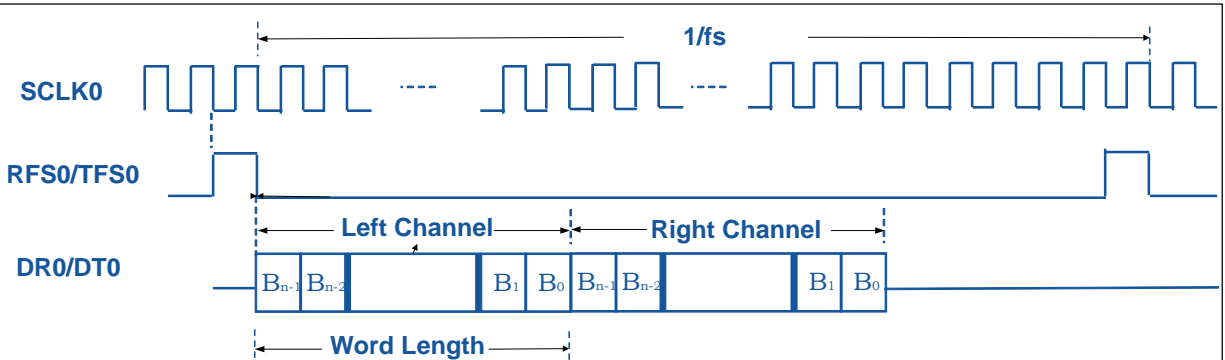 1/fs
SCLK0
RFS0/TFS0
Left Channel
Right Channel
DR0/DT0
Bn-1 Bn-2 B1 B0 Bn-1 Bn-2 B1 B0
Word Length